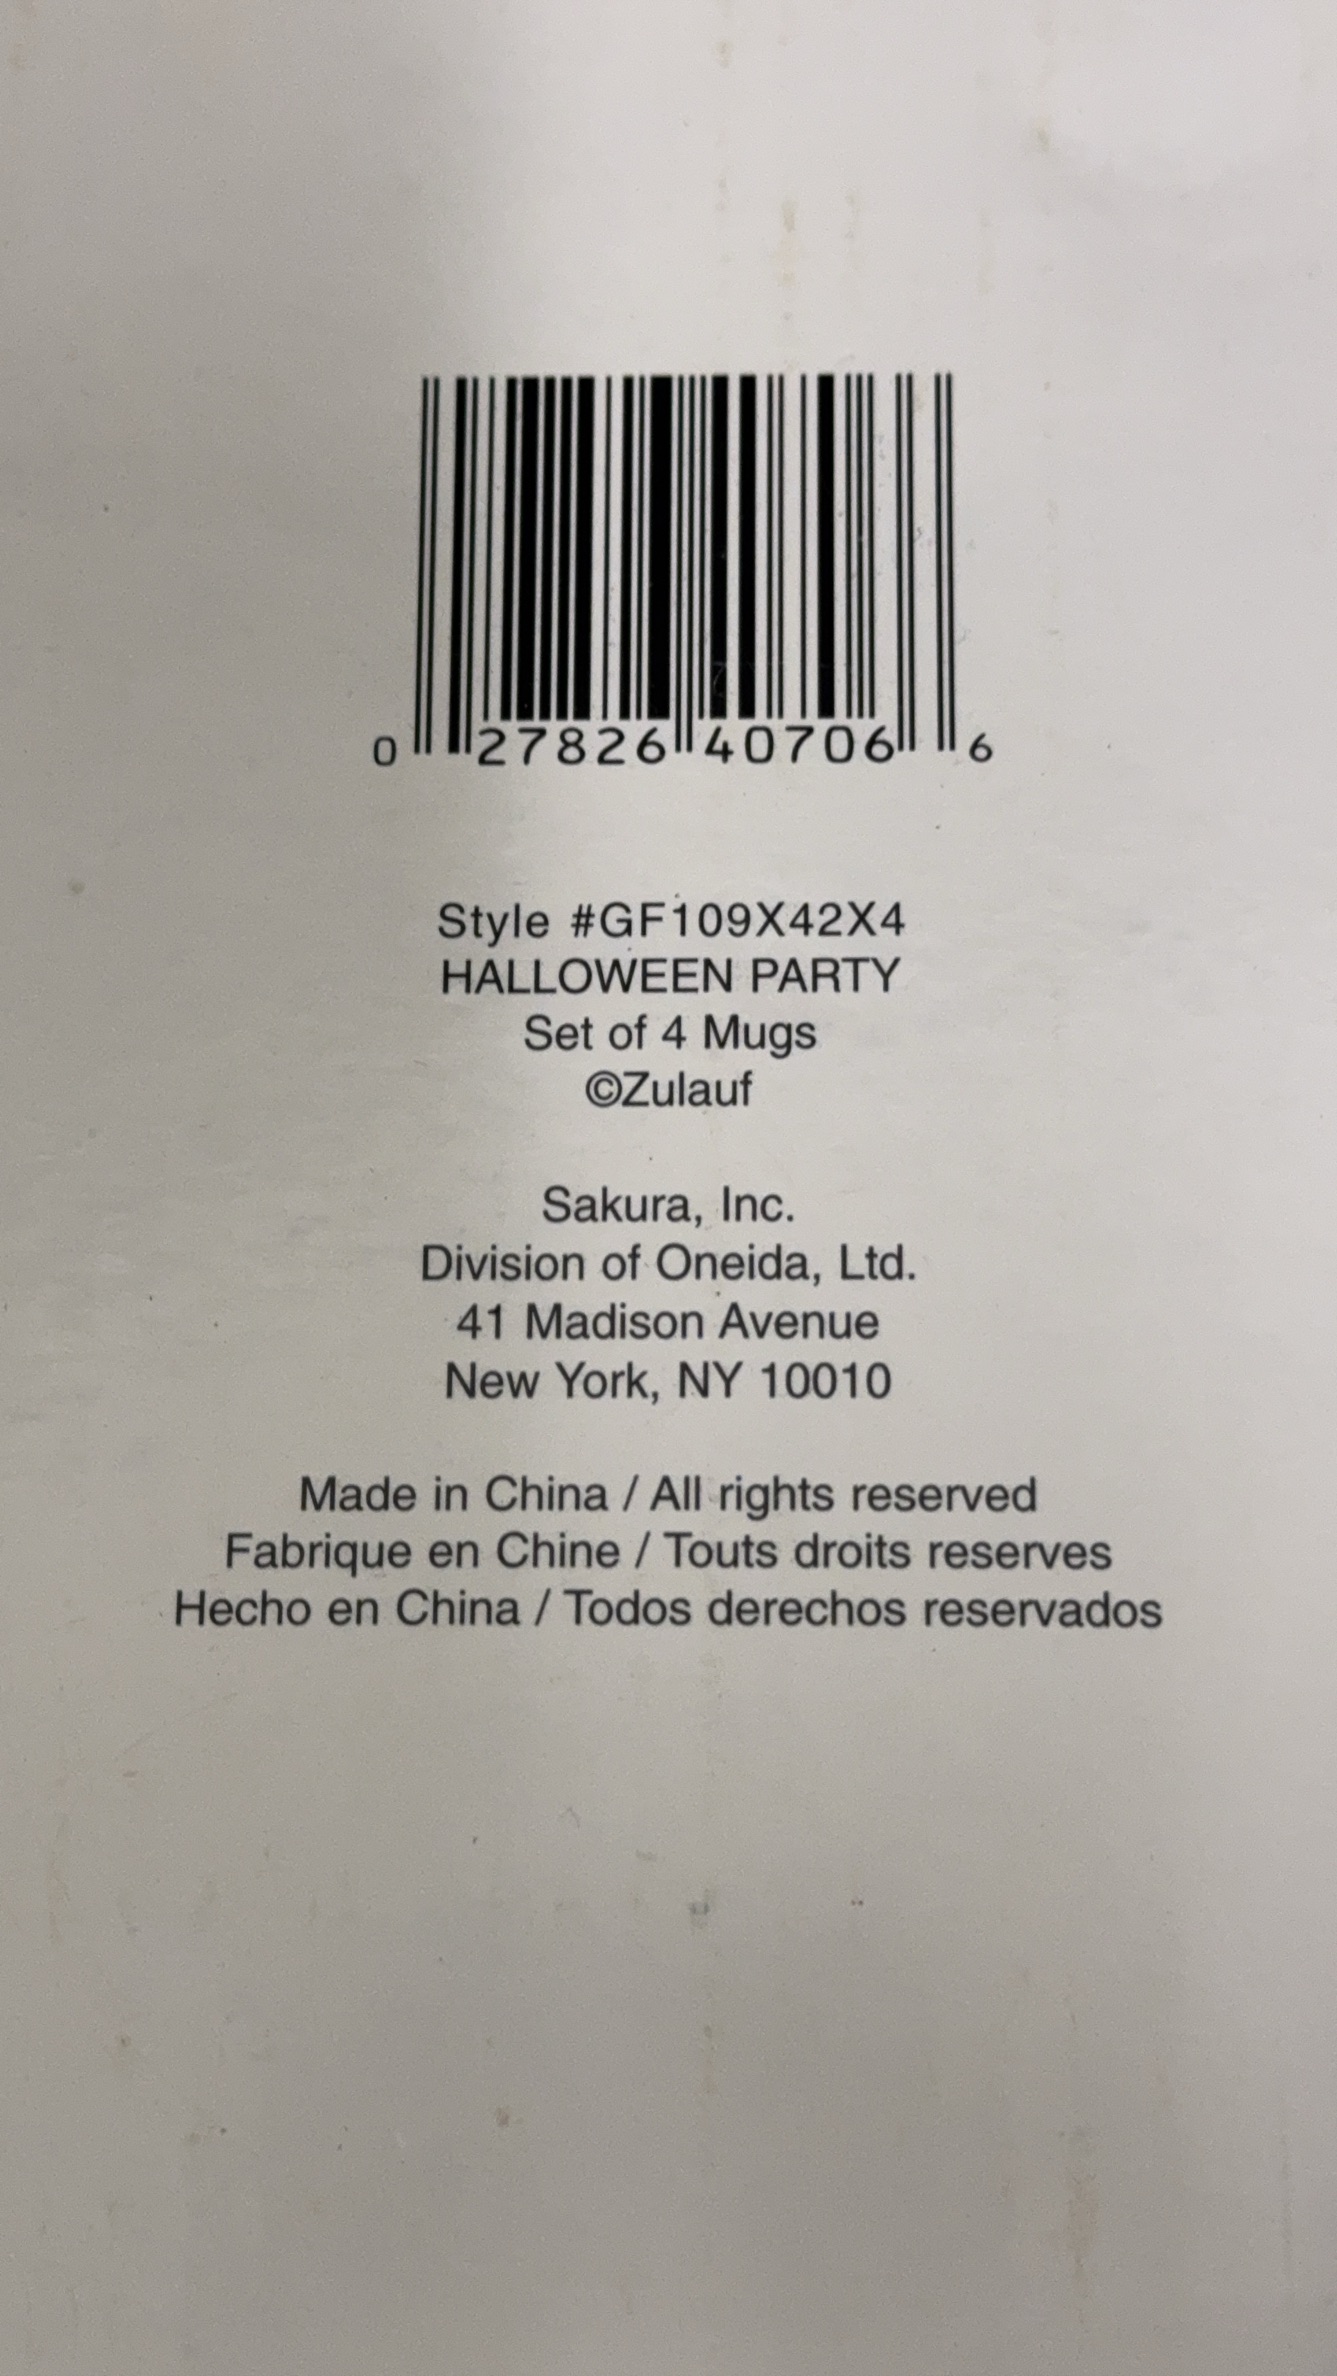 0 27826 40706 6
Style #GF109X42X4
HALLOWEEN PARTY
Set of 4 Mugs
©Zulauf
Sakura, Inc.
Division of Oneida, Ltd.
41 Madison Avenue
New York, NY 10010
Made in China / All rights reserved
Fabrique en Chine / Touts droits reserves
Hecho en China / Todos derechos reservados